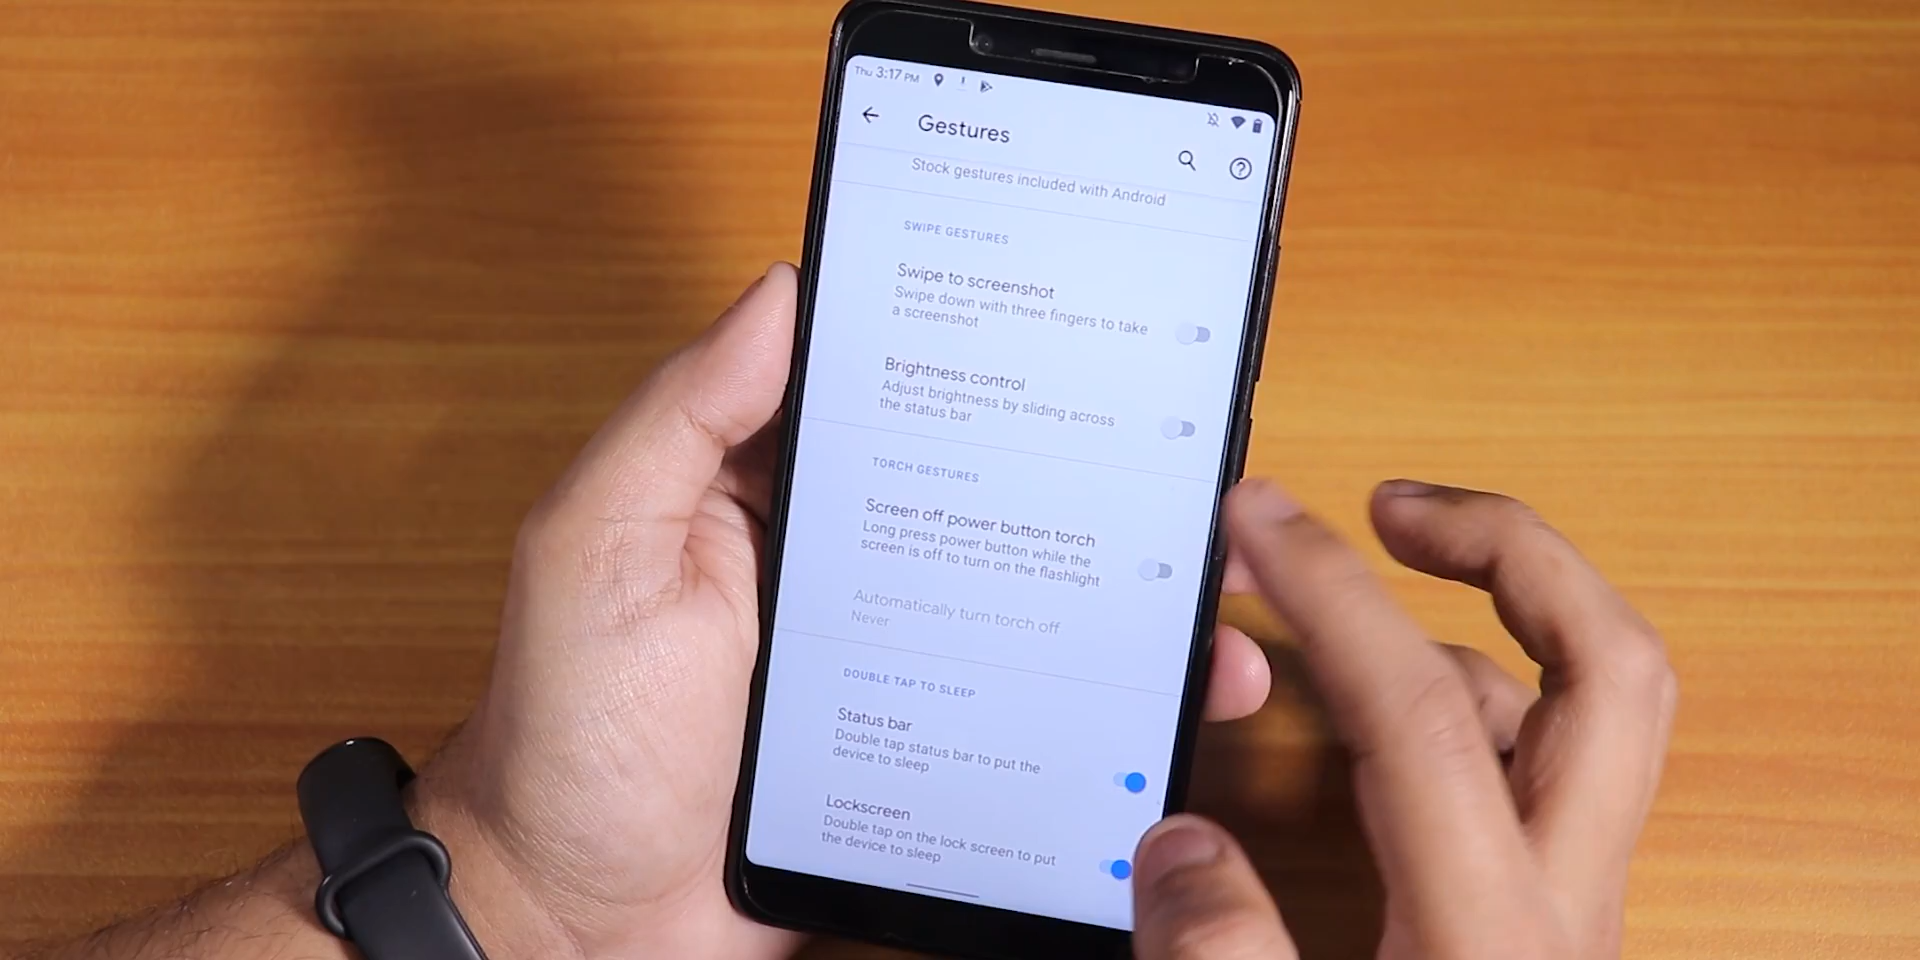 Thu 3:17 PM
Gestures
Stock gestures included with Android
SWIPE GESTURES
Swipe to screenshot
Swipe down with three fingers to take
a screenshot
Brightness control
Adjust brightness by sliding across
the status bar
TORCH GESTURES
Screen off power button torch
Long press power button while the
screen is off to turn on the flashlight
Automatically turn torch off
Never
DOUBLE TAP TO SLEEP
Status bar
Double tap status bar to put the
device to sleep
Lockscreen
Double tap on the lock screen to put
the device to sleep